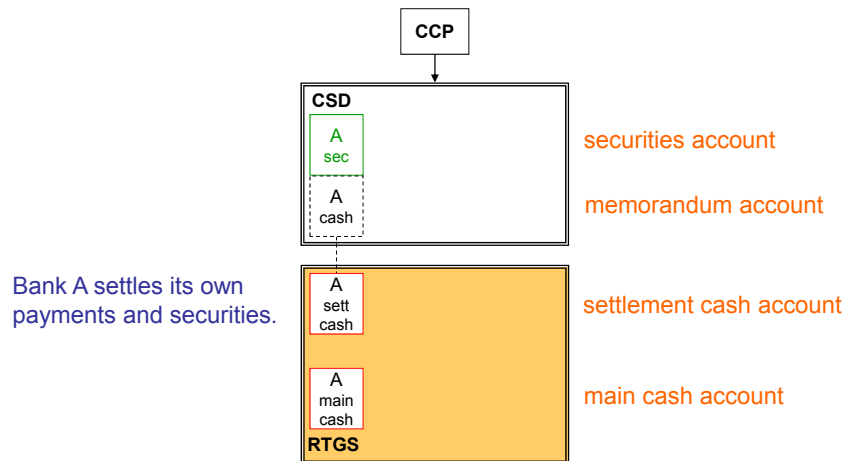 CCP
CSD
A
sec
securities account
A
cash
memorandum account
Bank A settles its own
payments and securities.
A
sett
cash
settlement cash account
A
main
cash
main cash account
RTGS